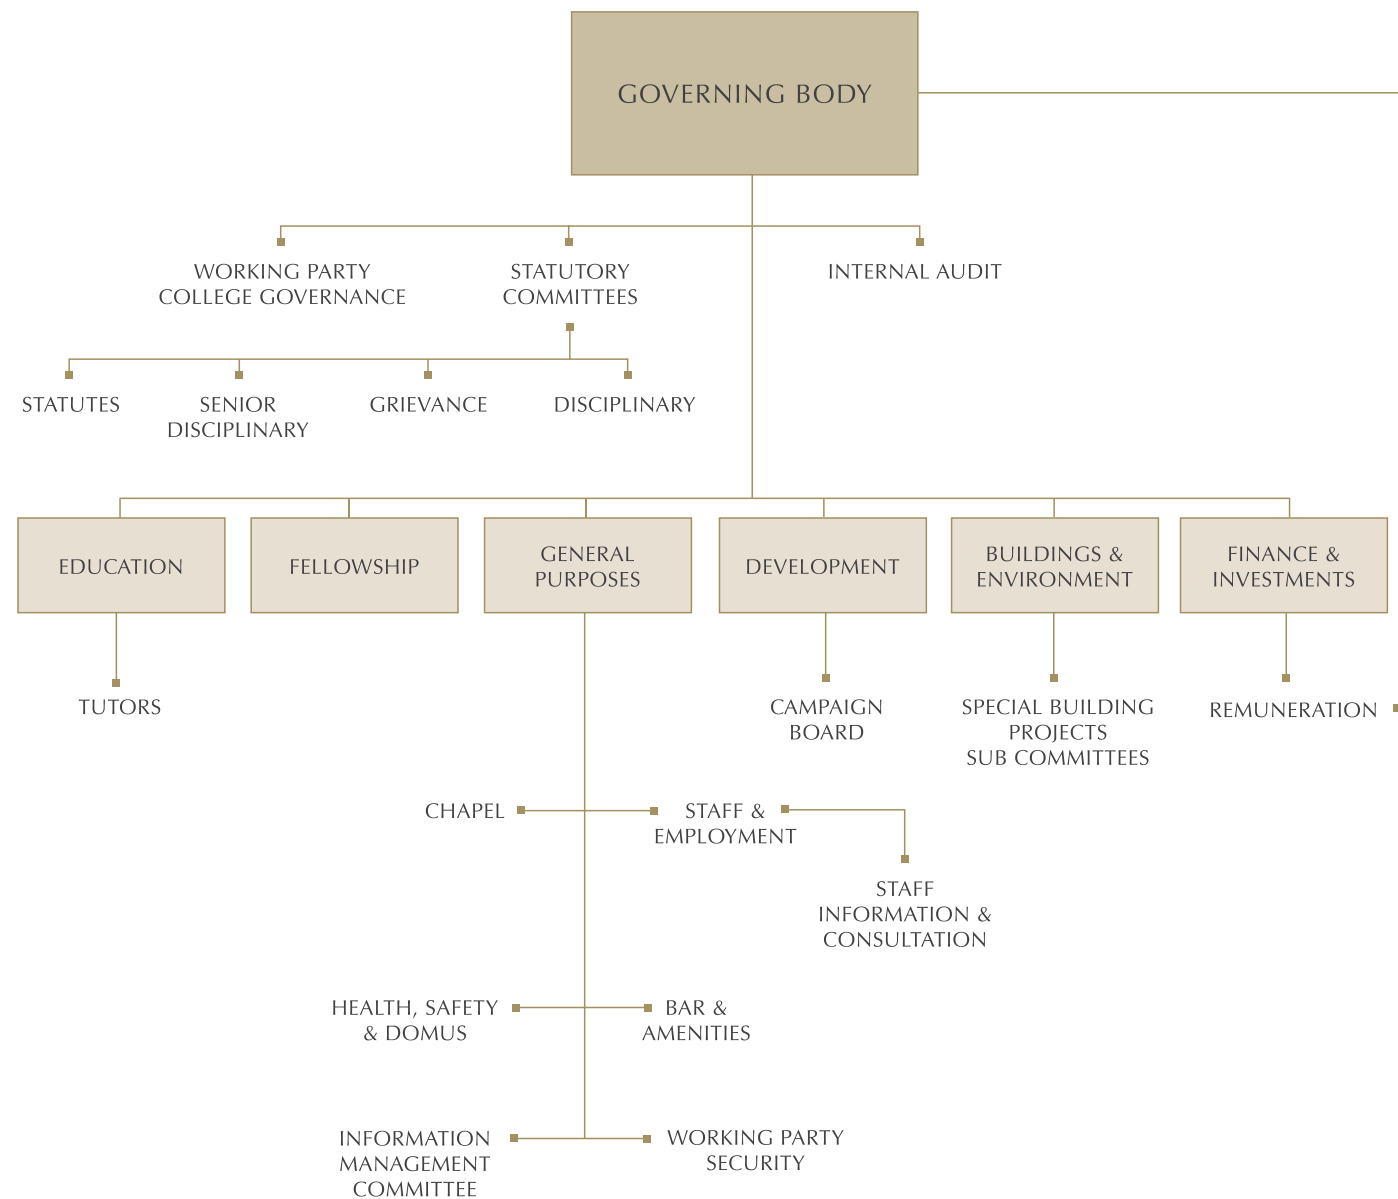 GOVERNING BODY
WORKING PARTY
COLLEGE GOVERNANCE
STATUTORY
COMMITTEES
INTERNAL AUDIT
STATUTES
SENIOR
DISCIPLINARY
GRIEVANCE
DISCIPLINARY
EDUCATION
FELLOWSHIP
GENERAL
PURPOSES
DEVELOPMENT
BUILDINGS &
ENVIRONMENT
FINANCE &
INVESTMENTS
TUTORS
CAMPAIGN
BOARD
SPECIAL BUILDING
PROJECTS
SUB COMMITTEES
REMUNERATION
CHAPEL
STAFF &
EMPLOYMENT
STAFF
INFORMATION &
CONSULTATION
HEALTH, SAFETY
& DOMUS
BAR &
AMENITIES
INFORMATION
MANAGEMENT
COMMITTEE
WORKING PARTY
SECURITY